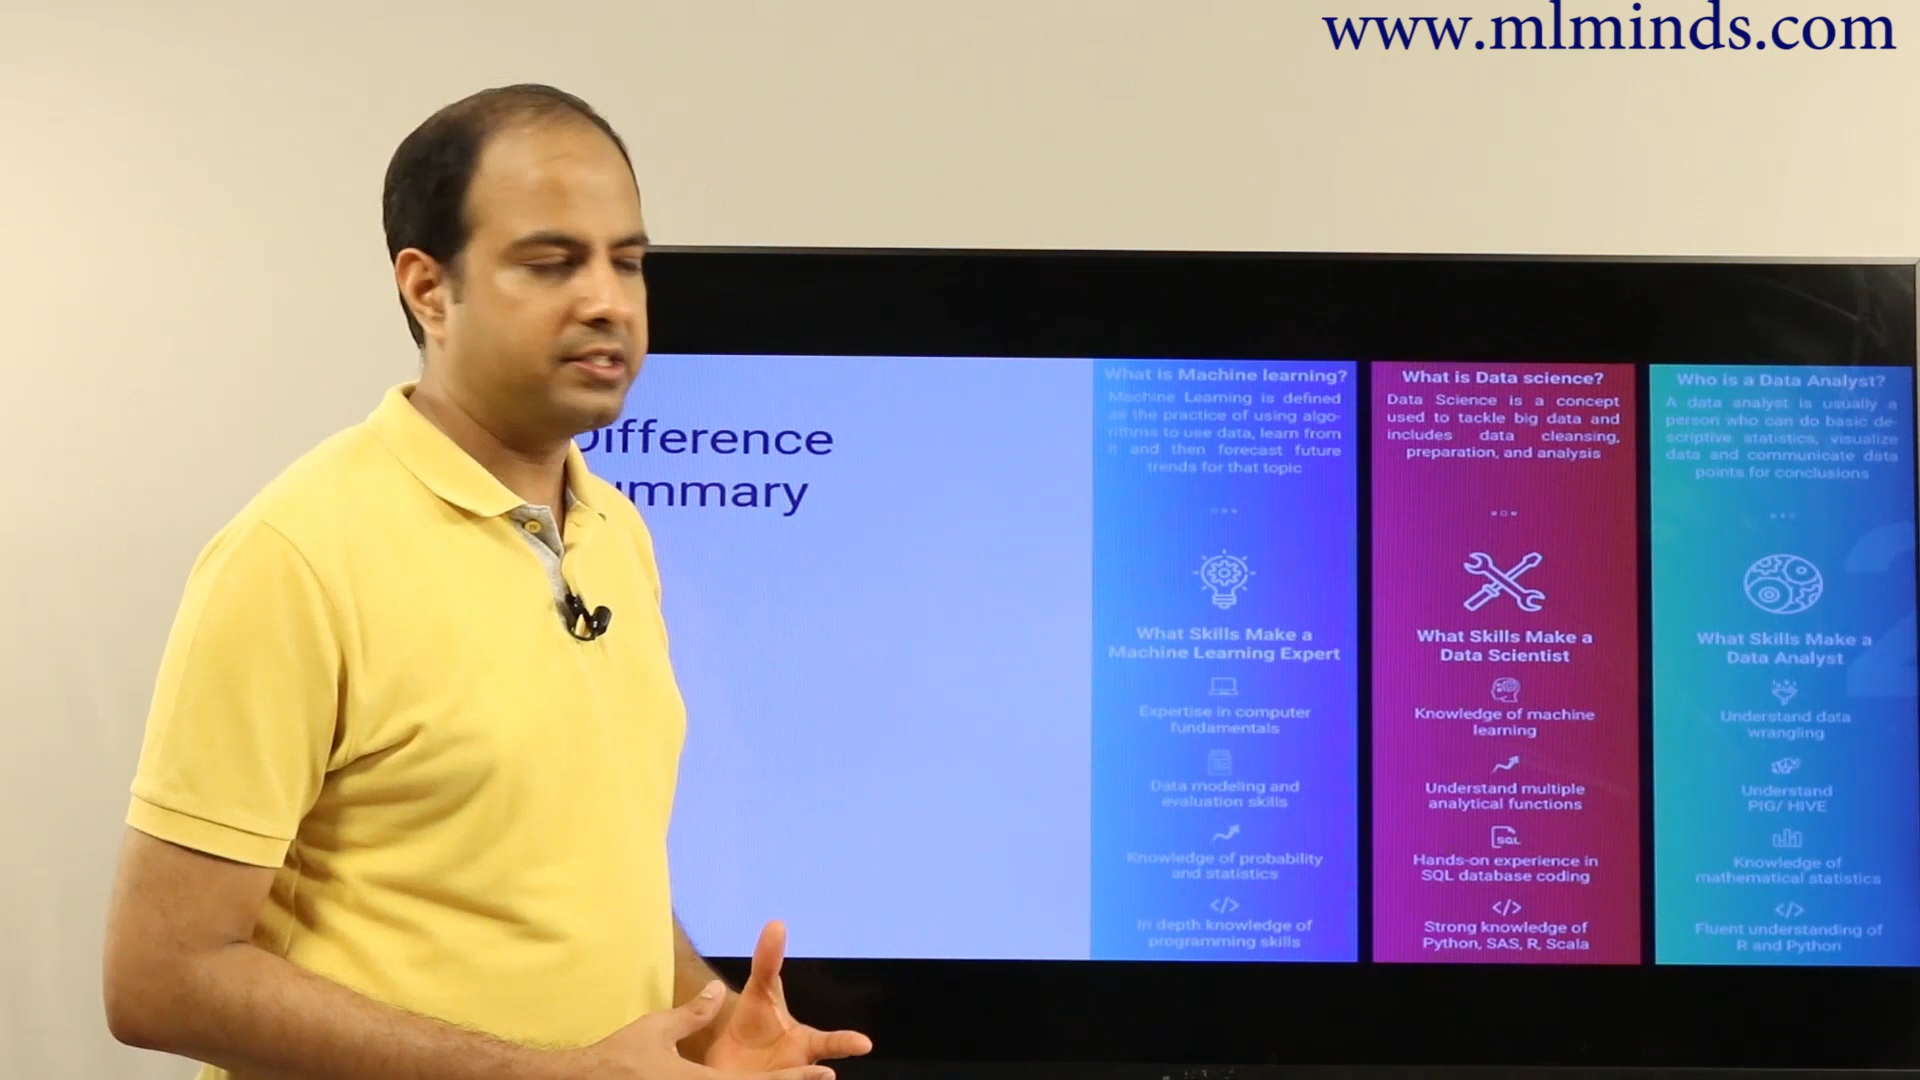 www.mlminds.com
Difference
ummary
What is Machine learning?
Machine Learning is defined
as the practice of using algo-
rithms to use data, learn from
it and then forecast future
trends for that topic
What Skills Make a
Machine Learning Expert
Expertise in computer
fundamentals
Data modeling and
evaluation skills
Knowledge of probability
and statistics
</>
In depth knowledge of
programming skills
What is Data science?
Data Science is a concept
used to tackle big data and
includes data cleansing,
preparation, and analysis
What Skills Make a
Data Scientist
Knowledge of machine
learning
Understand multiple
analytical functions
SQL
Hands-on experience in
SQL database coding
</>
Strong knowledge of
Python, SAS, R, Scala
Who is a Data Analyst?
A data analyst is usually a
person who can do basic de-
scriptive statistics, visualize
data and communicate data
points for conclusions
2
What Skills Make a
Data Analyst
Understand data
wrangling
Understand
PIG/ HIVE
Knowledge of
mathematical statistics
</>
Fluent understanding of
R and Python